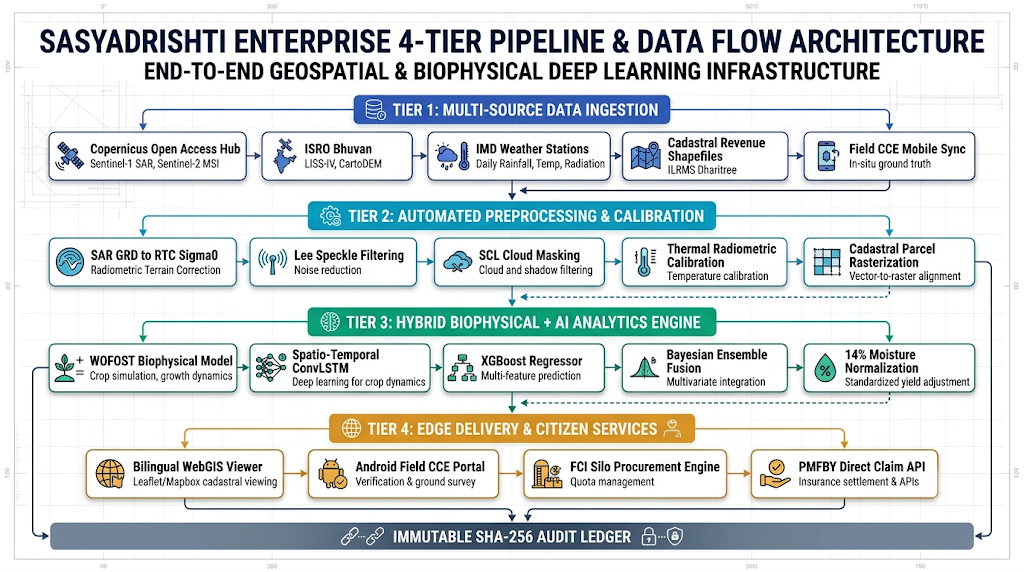 SASYADRISHTI ENTERPRISE 4-TIER PIPELINE & DATA FLOW ARCHITECTURE
END-TO-END GEOSPATIAL & BIOPHYSICAL DEEP LEARNING INFRASTRUCTURE
TIER 1: MULTI-SOURCE DATA INGESTION
Copernicus Open Access Hub
Sentinel-1 SAR, Sentinel-2 MSI
ISRO Bhuvan
LISS-IV, CartoDEM
IMD Weather Stations
Daily Rainfall, Temp, Radiation
Cadastral Revenue
Shapefiles
ILRMS Dharitree
Field CCE Mobile Sync
In-situ ground truth
TIER 2: AUTOMATED PREPROCESSING & CALIBRATION
SAR GRD to RTC Sigma0
Radiometric Terrain Correction
Lee Speckle Filtering
Noise reduction
SCL Cloud Masking
Cloud and shadow filtering
Thermal Radiometric
Calibration
Temperature calibration
Cadastral Parcel
Rasterization
Vector-to-raster alignment
TIER 3: HYBRID BIOPHYSICAL + AI ANALYTICS ENGINE
WOFOST Biophysical Model
Crop simulation, growth dynamics
Spatio-Temporal
ConvLSTM
Deep learning for crop dynamics
XGBoost Regressor
Multi-feature prediction
Bayesian Ensemble
Fusion
Multivariate integration
%
14% Moisture
Normalization
Standardized yield adjustment
TIER 4: EDGE DELIVERY & CITIZEN SERVICES
Bilingual WebGIS Viewer
Leaflet/Mapbox cadastral viewing
Android Field CCE Portal
Verification & ground survey
FCI Silo Procurement Engine
Quota management
PMFBY Direct Claim API
Insurance settlement & APIs
IMMUTABLE SHA-256 AUDIT LEDGER